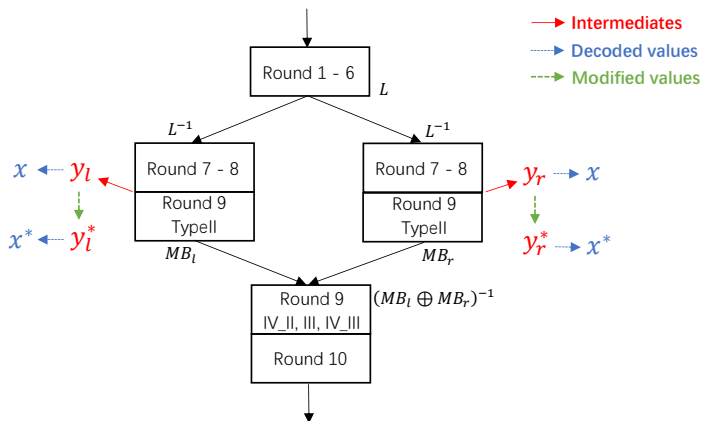 Intermediates
Decoded values
Modified values
Round 1 - 6
L
L⁻¹
L⁻¹
Round 7 - 8
Round 7 - 8
x
y_l
y_r
x
Round 9
TypeII
Round 9
TypeII
x*
y_l*
y_r*
x*
MB_l
MB_r
Round 9
IV_II, III, IV_III
(MB_l ⊕ MB_r)⁻¹
Round 10